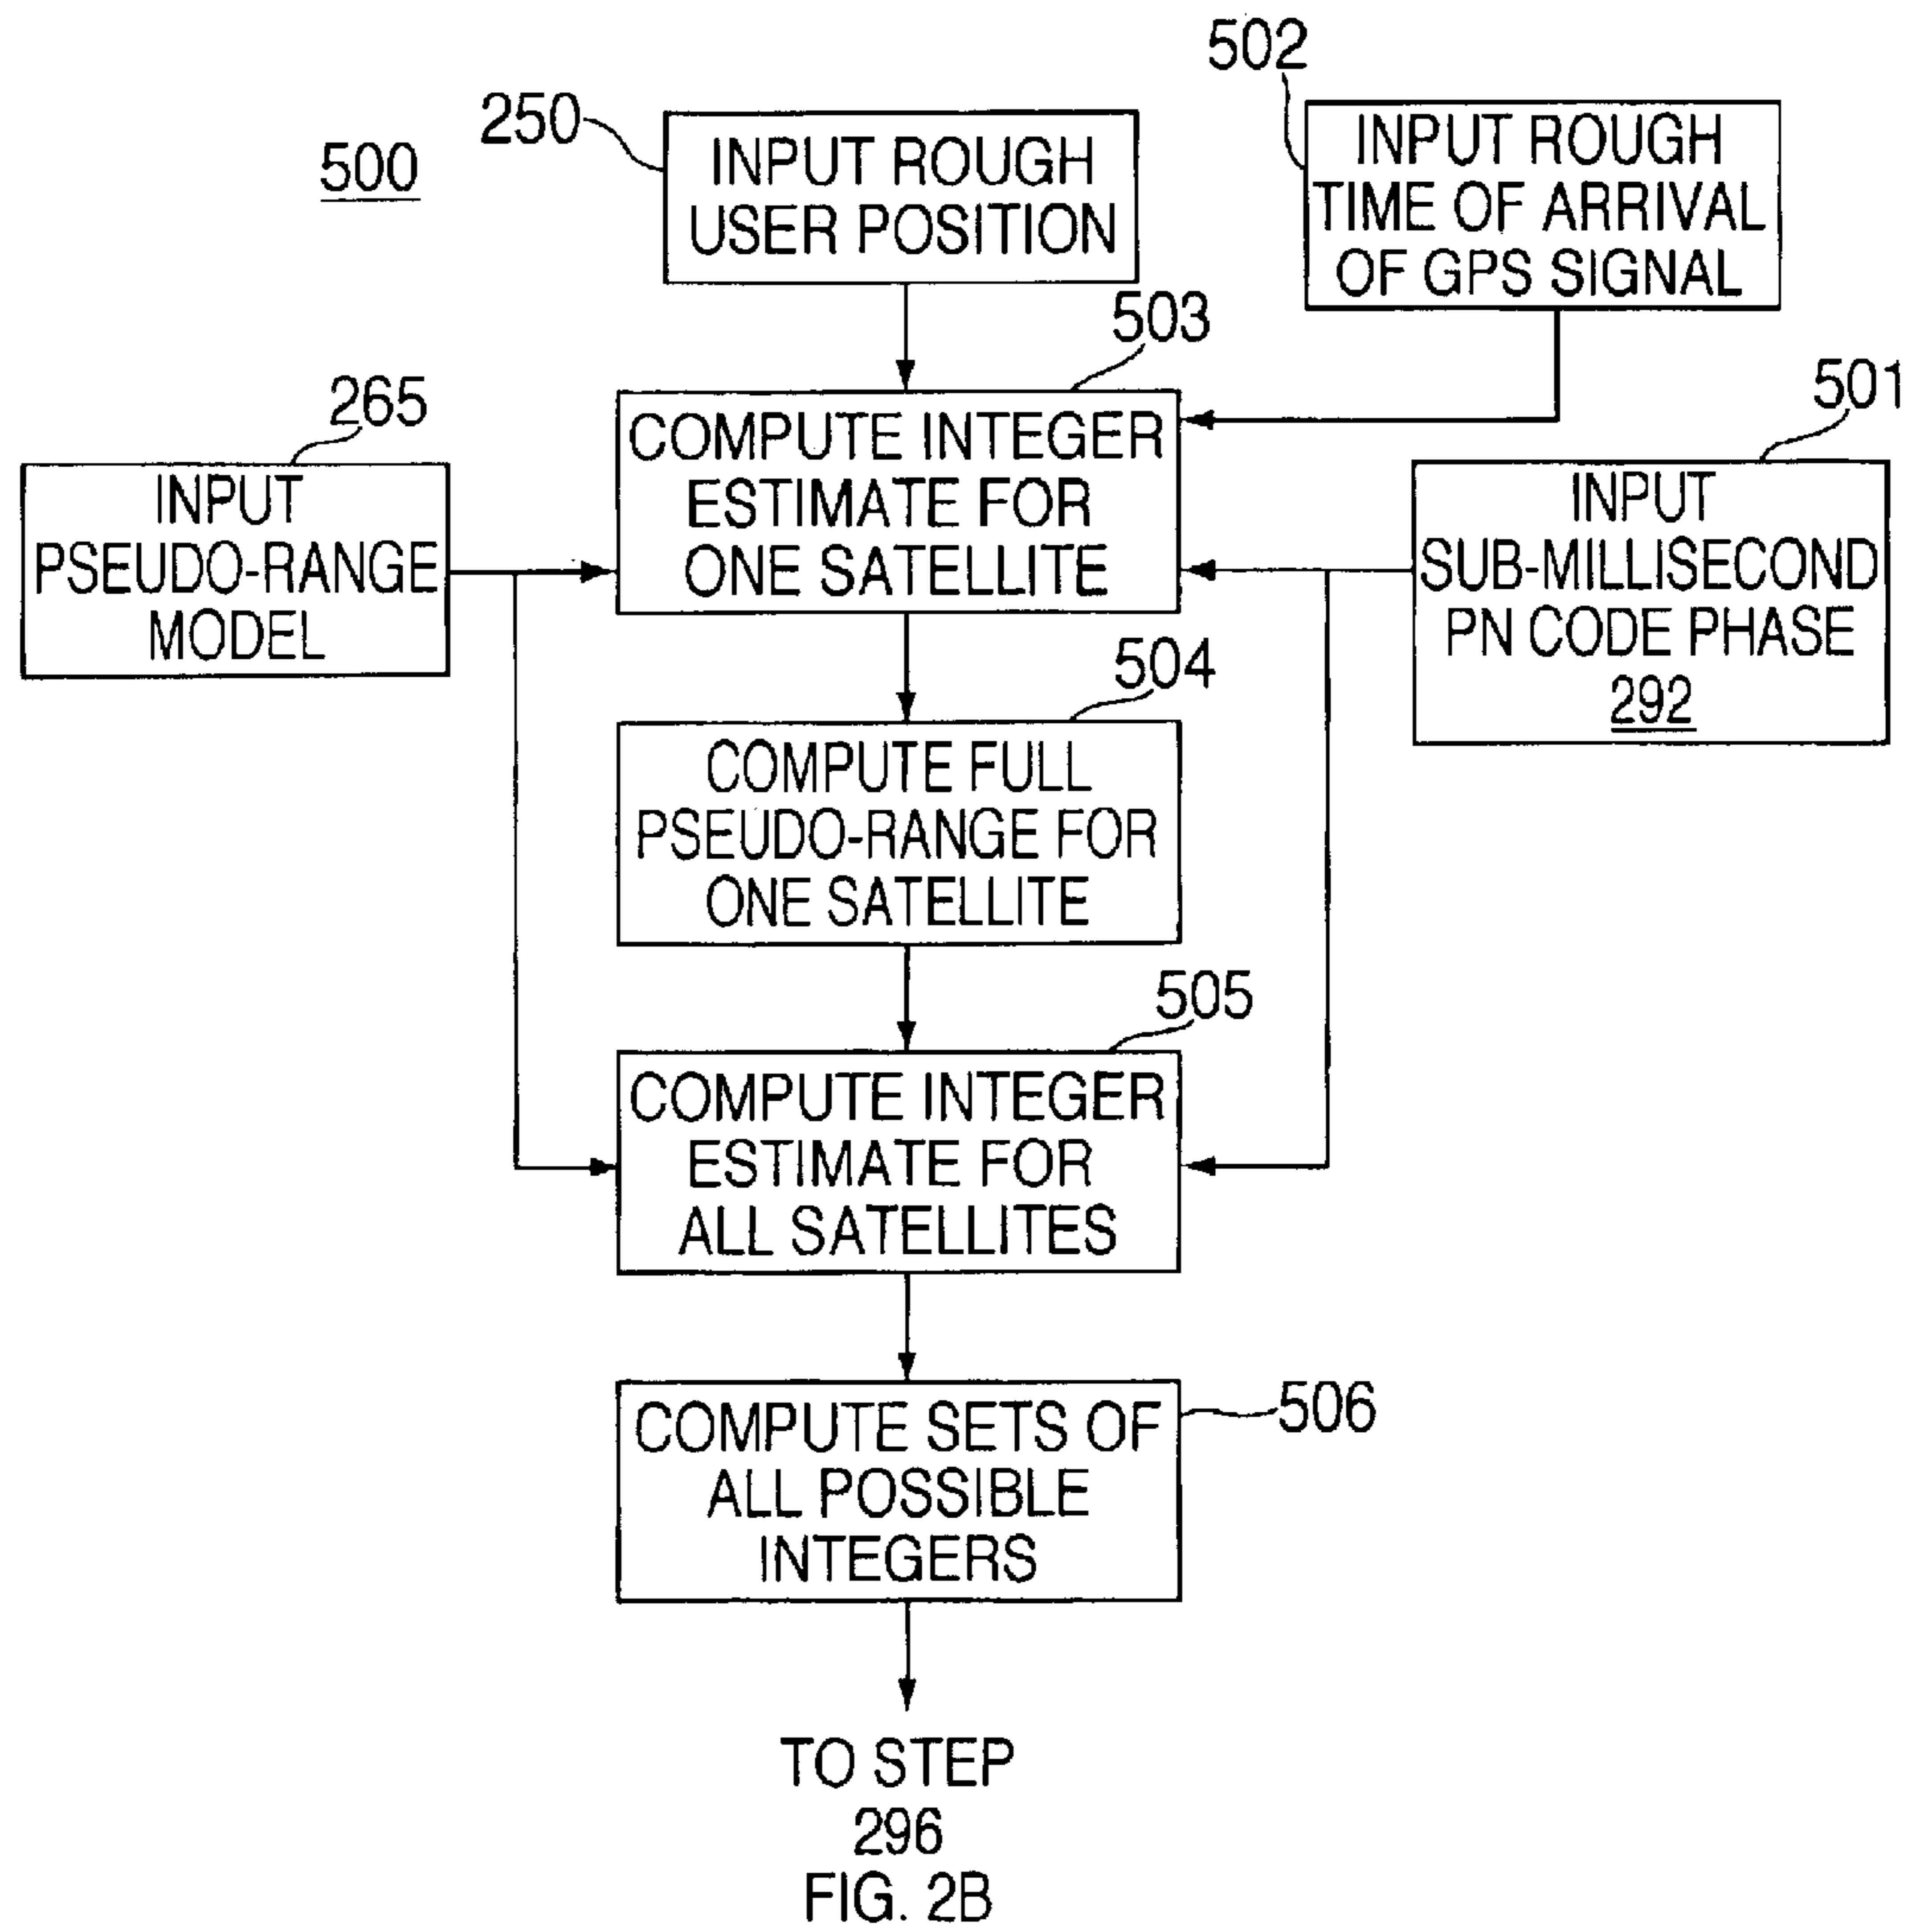 502
250
500
INPUT ROUGH
USER POSITION
INPUT ROUGH
TIME OF ARRIVAL
OF GPS SIGNAL
503
265
501
COMPUTE INTEGER
ESTIMATE FOR
ONE SATELLITE
INPUT
PSEUDO-RANGE
MODEL
INPUT
SUB-MILLISECOND
PN CODE PHASE
292
504
COMPUTE FULL
PSEUDO-RANGE FOR
ONE SATELLITE
505
COMPUTE INTEGER
ESTIMATE FOR
ALL SATELLITES
506
COMPUTE SETS OF
ALL POSSIBLE
INTEGERS
TO STEP
296
FIG. 2B